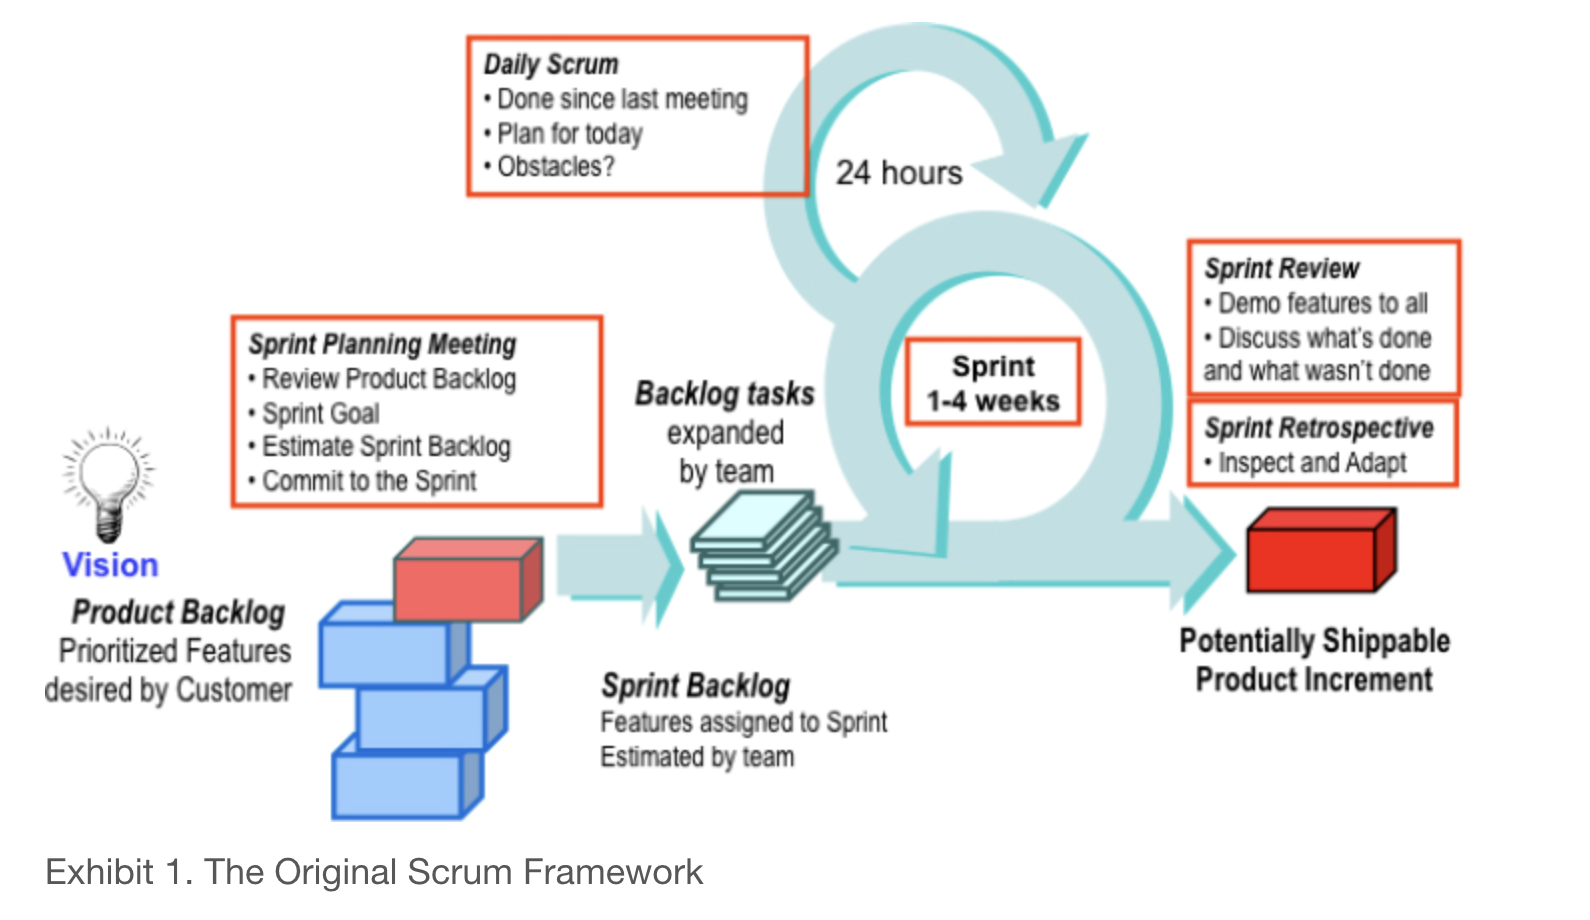 Daily Scrum
• Done since last meeting
• Plan for today
• Obstacles?
24 hours
Sprint Review
• Demo features to all
• Discuss what's done
and what wasn't done
Sprint Retrospective
• Inspect and Adapt
Sprint Planning Meeting
• Review Product Backlog
• Sprint Goal
• Estimate Sprint Backlog
• Commit to the Sprint
Sprint
1-4 weeks
Backlog tasks
expanded
by team
Vision
Product Backlog
Prioritized Features
desired by Customer
Sprint Backlog
Features assigned to Sprint
Estimated by team
Potentially Shippable
Product Increment
Exhibit 1. The Original Scrum Framework